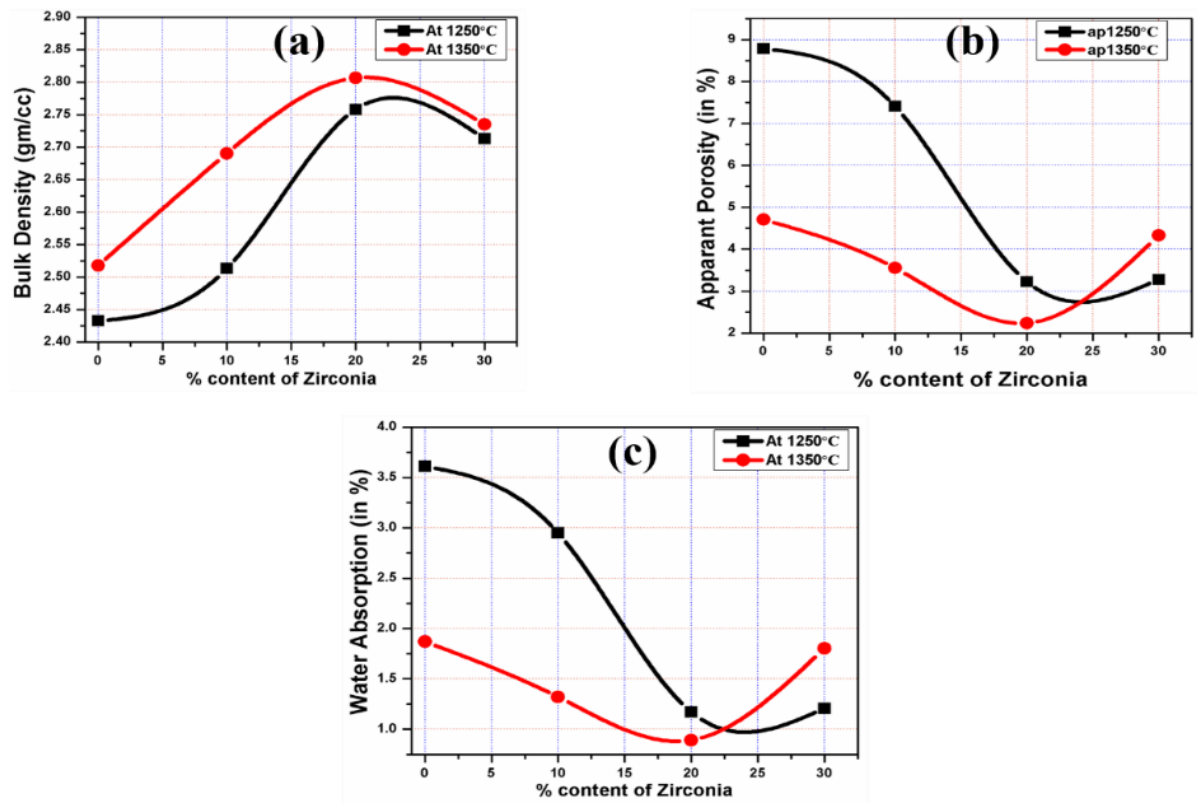 (a)
At 1250°C
At 1350°C
Bulk Density (gm/cc)
2.90
2.85
2.80
2.75
2.70
2.65
2.60
2.55
2.50
2.45
2.40
0 5 10 15 20 25 30
% content of Zirconia
(b)
ap1250°C
ap1350°C
Apparant Porosity (in %)
9
8
7
6
5
4
3
2
0 5 10 15 20 25 30
% content of Zirconia
(c)
At 1250°C
At 1350°C
Water Absorption (in %)
4.0
3.5
3.0
2.5
2.0
1.5
1.0
0 5 10 15 20 25 30
% content of Zirconia